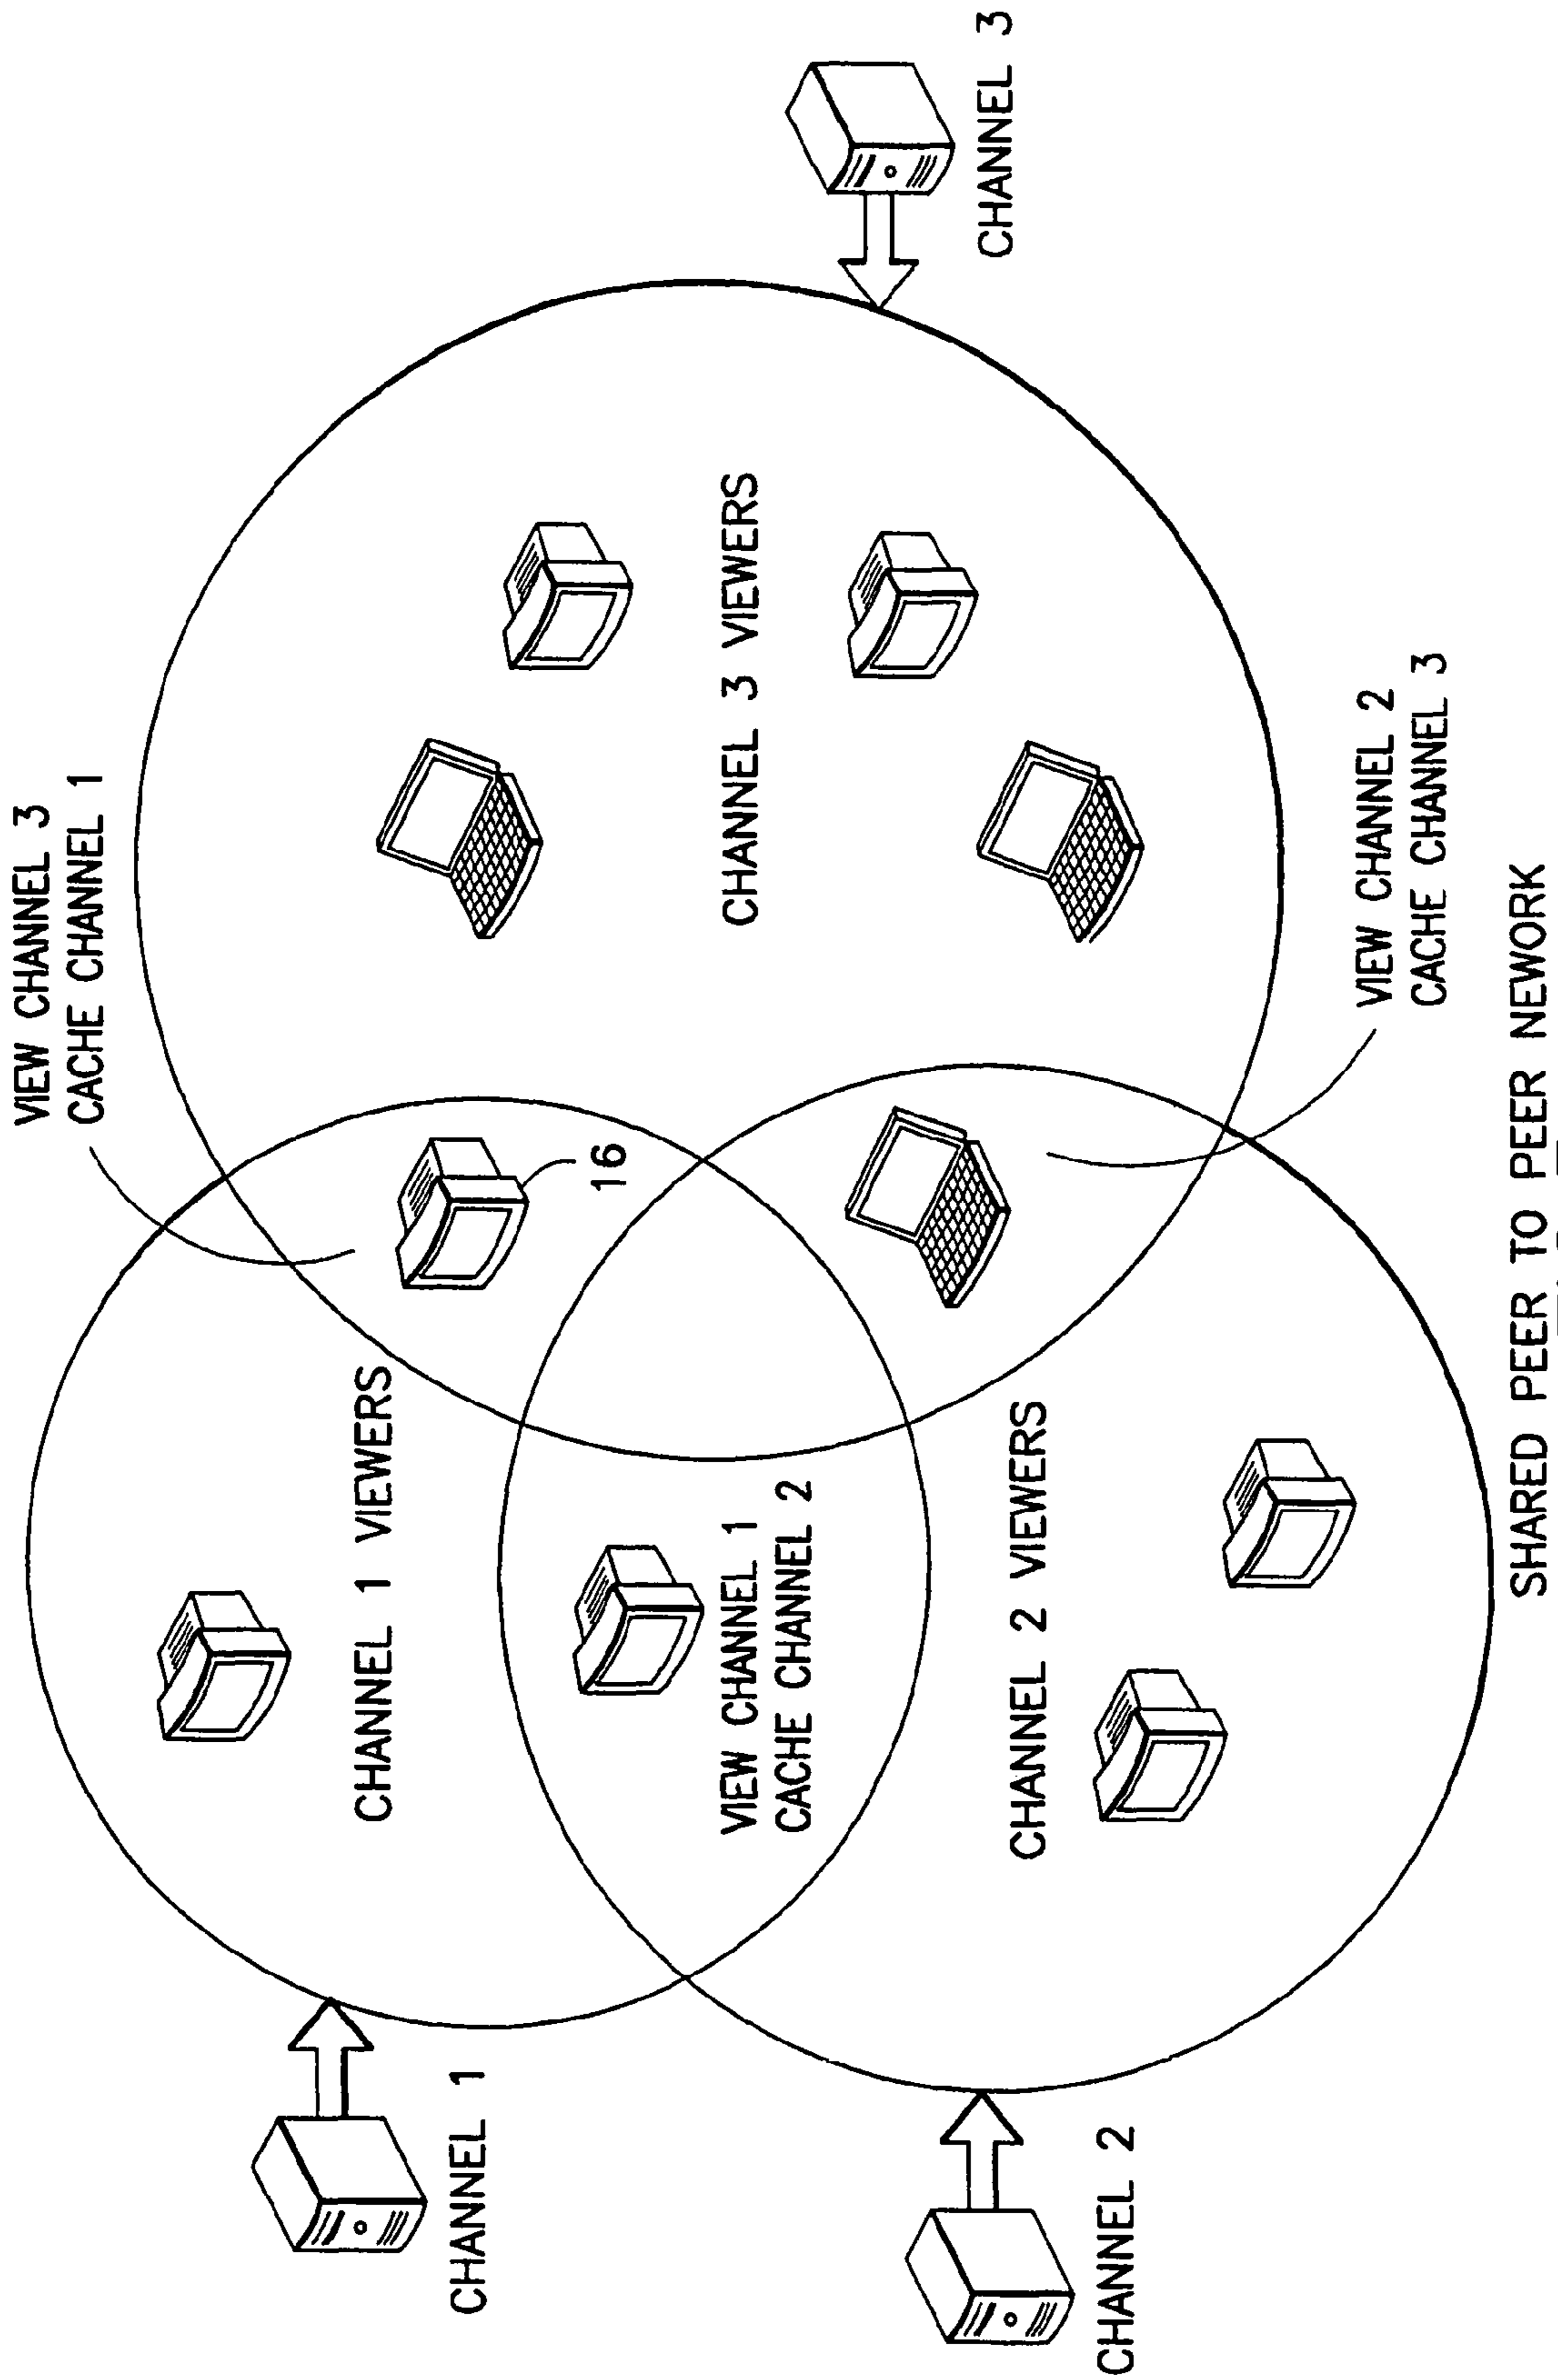 VIEW CHANNEL 3
CACHE CHANNEL 1
CHANNEL 1
CHANNEL 1 VIEWERS
16
VIEW CHANNEL 1
CACHE CHANNEL 2
CHANNEL 3 VIEWERS
CHANNEL 3
CHANNEL 2 VIEWERS
CHANNEL 2
VIEW CHANNEL 2
CACHE CHANNEL 3
SHARED PEER TO PEER NEWORK